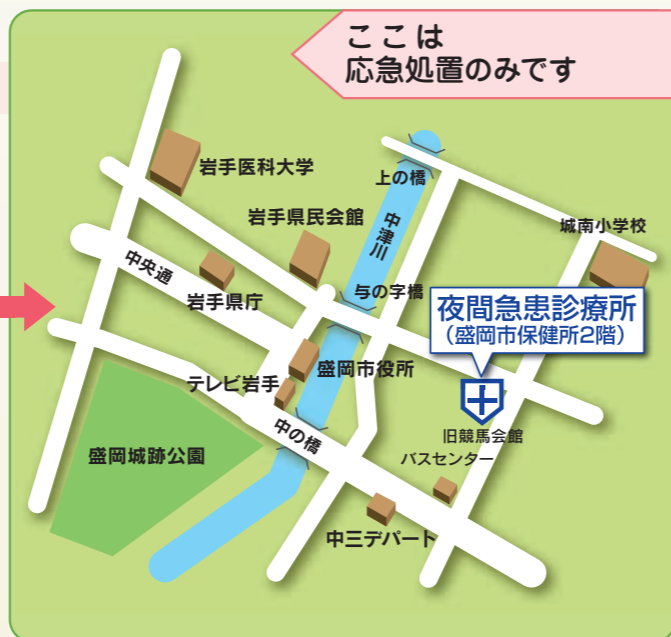 ここは
応急処置のみです
岩手医科大学
上の橋
岩手県民会館
中津川
城南小学校
中央通
岩手県庁
与の字橋
夜間急患診療所
(盛岡市保健所2階)
盛岡市役所
テレビ岩手
中の橋
旧競馬会館
バスセンター
盛岡城跡公園
中三デパート